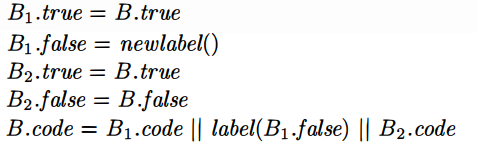 B₁.true = B.true
B₁.false = newlabel()
B₂.true = B.true
B₂.false = B.false
B.code = B₁.code || label(B₁.false) || B₂.code